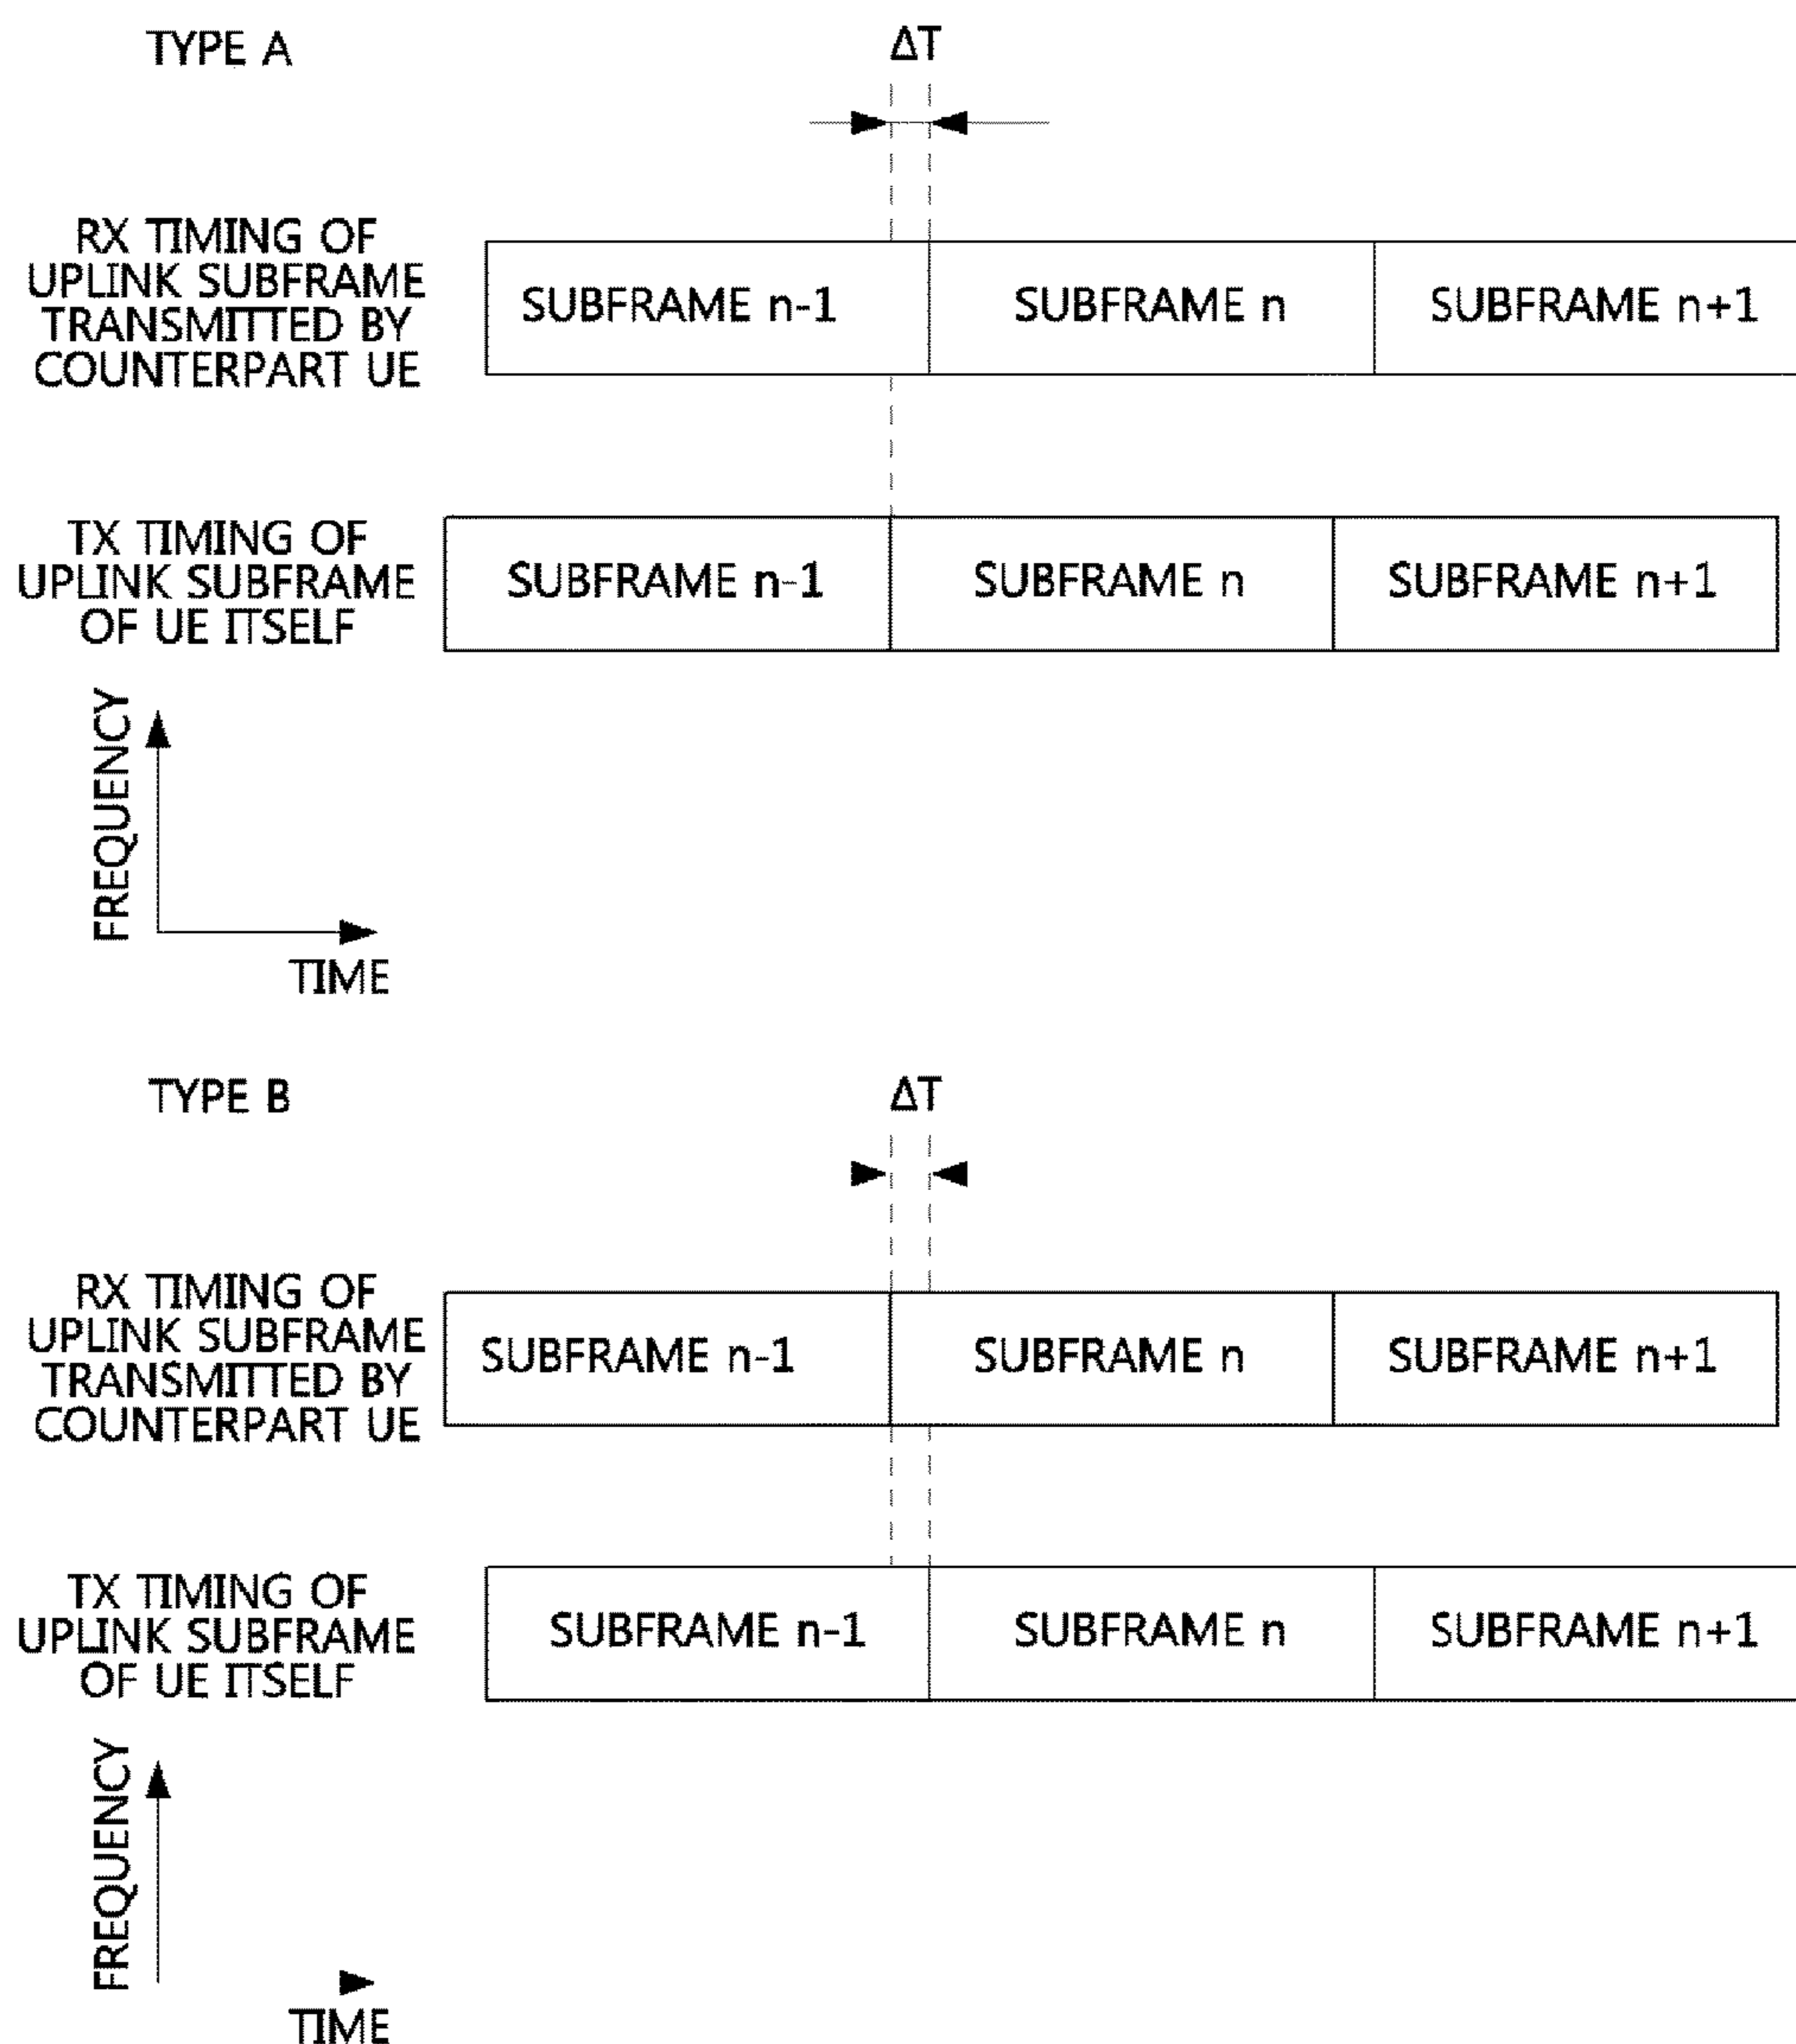 TYPE A
ΔT
RX TIMING OF
UPLINK SUBFRAME
TRANSMITTED BY
COUNTERPART UE
SUBFRAME n-1
SUBFRAME n
SUBFRAME n+1
TX TIMING OF
UPLINK SUBFRAME
OF UE ITSELF
SUBFRAME n-1
SUBFRAME n
SUBFRAME n+1
FREQUENCY
TIME
TYPE B
ΔT
RX TIMING OF
UPLINK SUBFRAME
TRANSMITTED BY
COUNTERPART UE
SUBFRAME n-1
SUBFRAME n
SUBFRAME n+1
TX TIMING OF
UPLINK SUBFRAME
OF UE ITSELF
SUBFRAME n-1
SUBFRAME n
SUBFRAME n+1
FREQUENCY
TIME